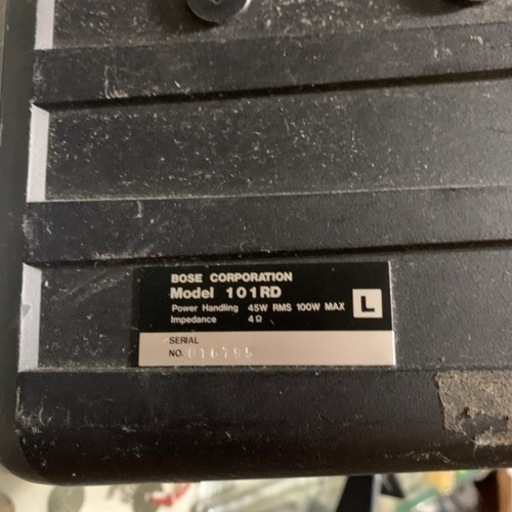 BOSE CORPORATION
Model 101RD
Power Handling 45W RMS 100W MAX
Impedance 4Ω
L
SERIAL
NO. 016795